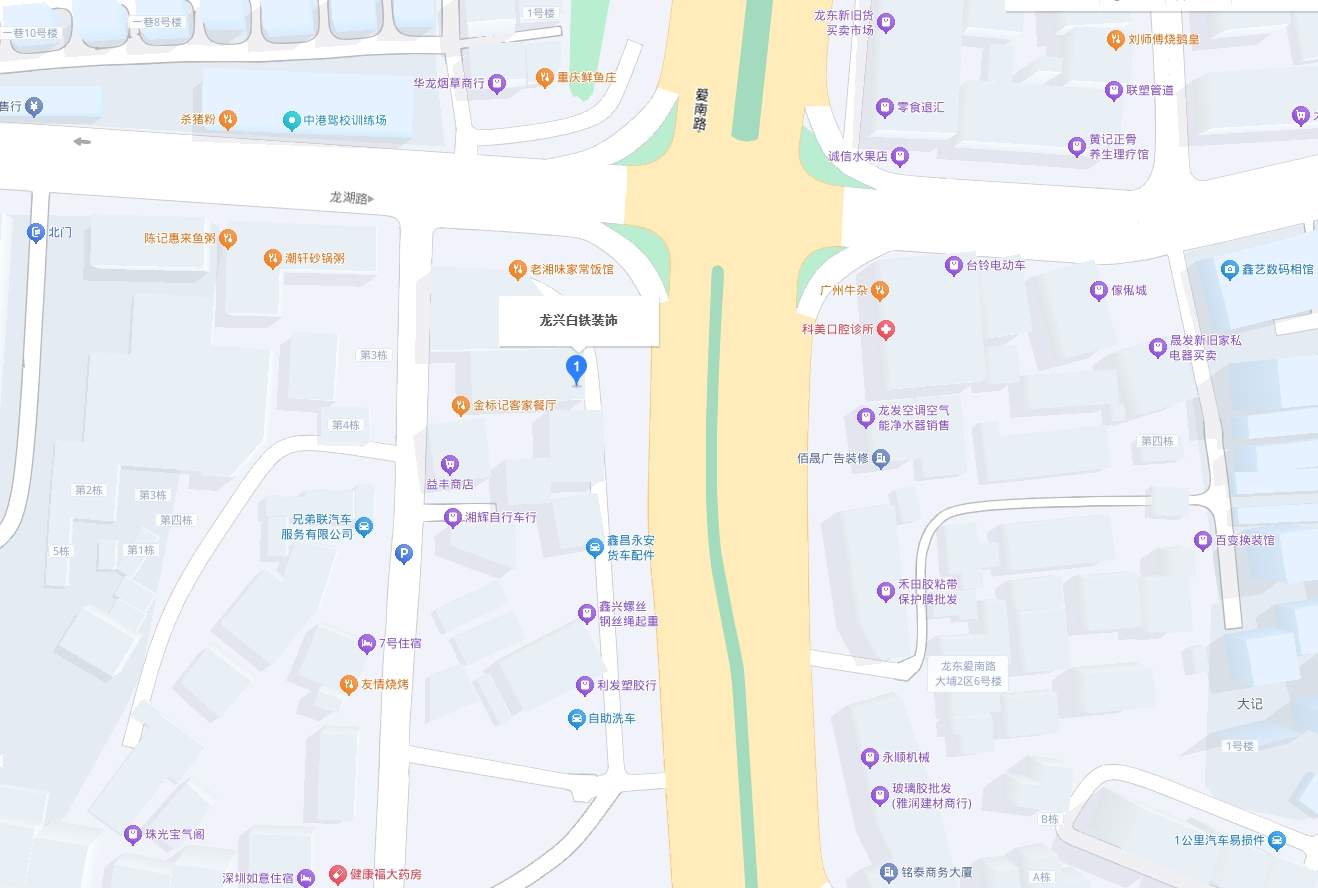 一巷10号楼
一巷8号楼
1号楼
龙东新旧货
买卖市场
刘师傅烧鹅皇
华龙烟草商行
重庆鲜鱼庄
爱南路
售行
杀猪粉
中港驾校训练场
零食退汇
联塑管道
黄记正骨
养生理疗馆
诚信水果店
龙湖路
北门
陈记惠来鱼粥
潮轩砂锅粥
老湘味家常饭馆
台铃电动车
鑫艺数码相馆
广州牛杂
傢俬城
龙兴白铁装饰
科美口腔诊所
晟发新旧家私
电器买卖
第3栋
1
金标记客家餐厅
龙发空调空气
能净水器销售
第4栋
第四栋
佰晟广告装修
益丰商店
第2栋
第3栋
第四栋
湘辉自行车行
兄弟联汽车
服务有限公司
5栋
第1栋
P
鑫昌永安
货车配件
百变换装馆
禾田胶粘带
保护膜批发
鑫兴螺丝
钢丝绳起重
7号住宿
龙东爱南路
大埔2区6号楼
友情烧烤
利发塑胶行
自助洗车
大记
1号楼
永顺机械
玻璃胶批发
(雅润建材商行)
B栋
珠光宝气阁
1公里汽车易损件
深圳如意住宿
健康福大药房
铭泰商务大厦
A栋